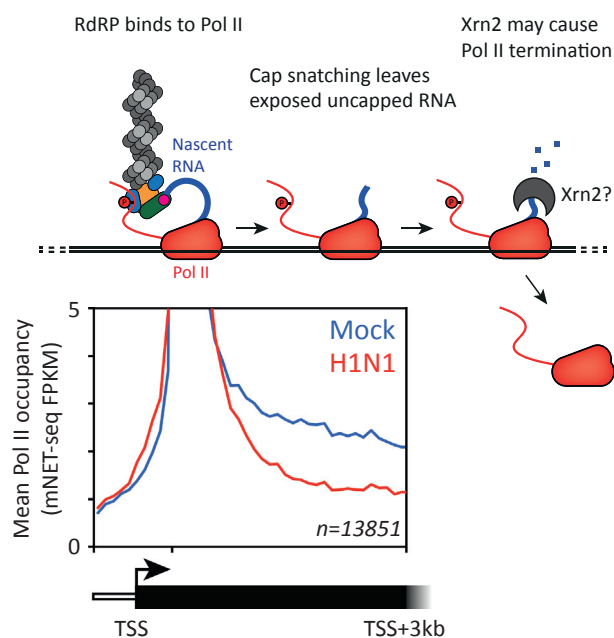 RdRP binds to Pol II
Xrn2 may cause
Pol II termination
Cap snatching leaves
exposed uncapped RNA
Nascent
RNA
P
P
P
Xrn2?
Pol II
Mean Pol II occupancy
(mNET-seq FPKM)
5
0
Mock
H1N1
n=13851
TSS
TSS+3kb